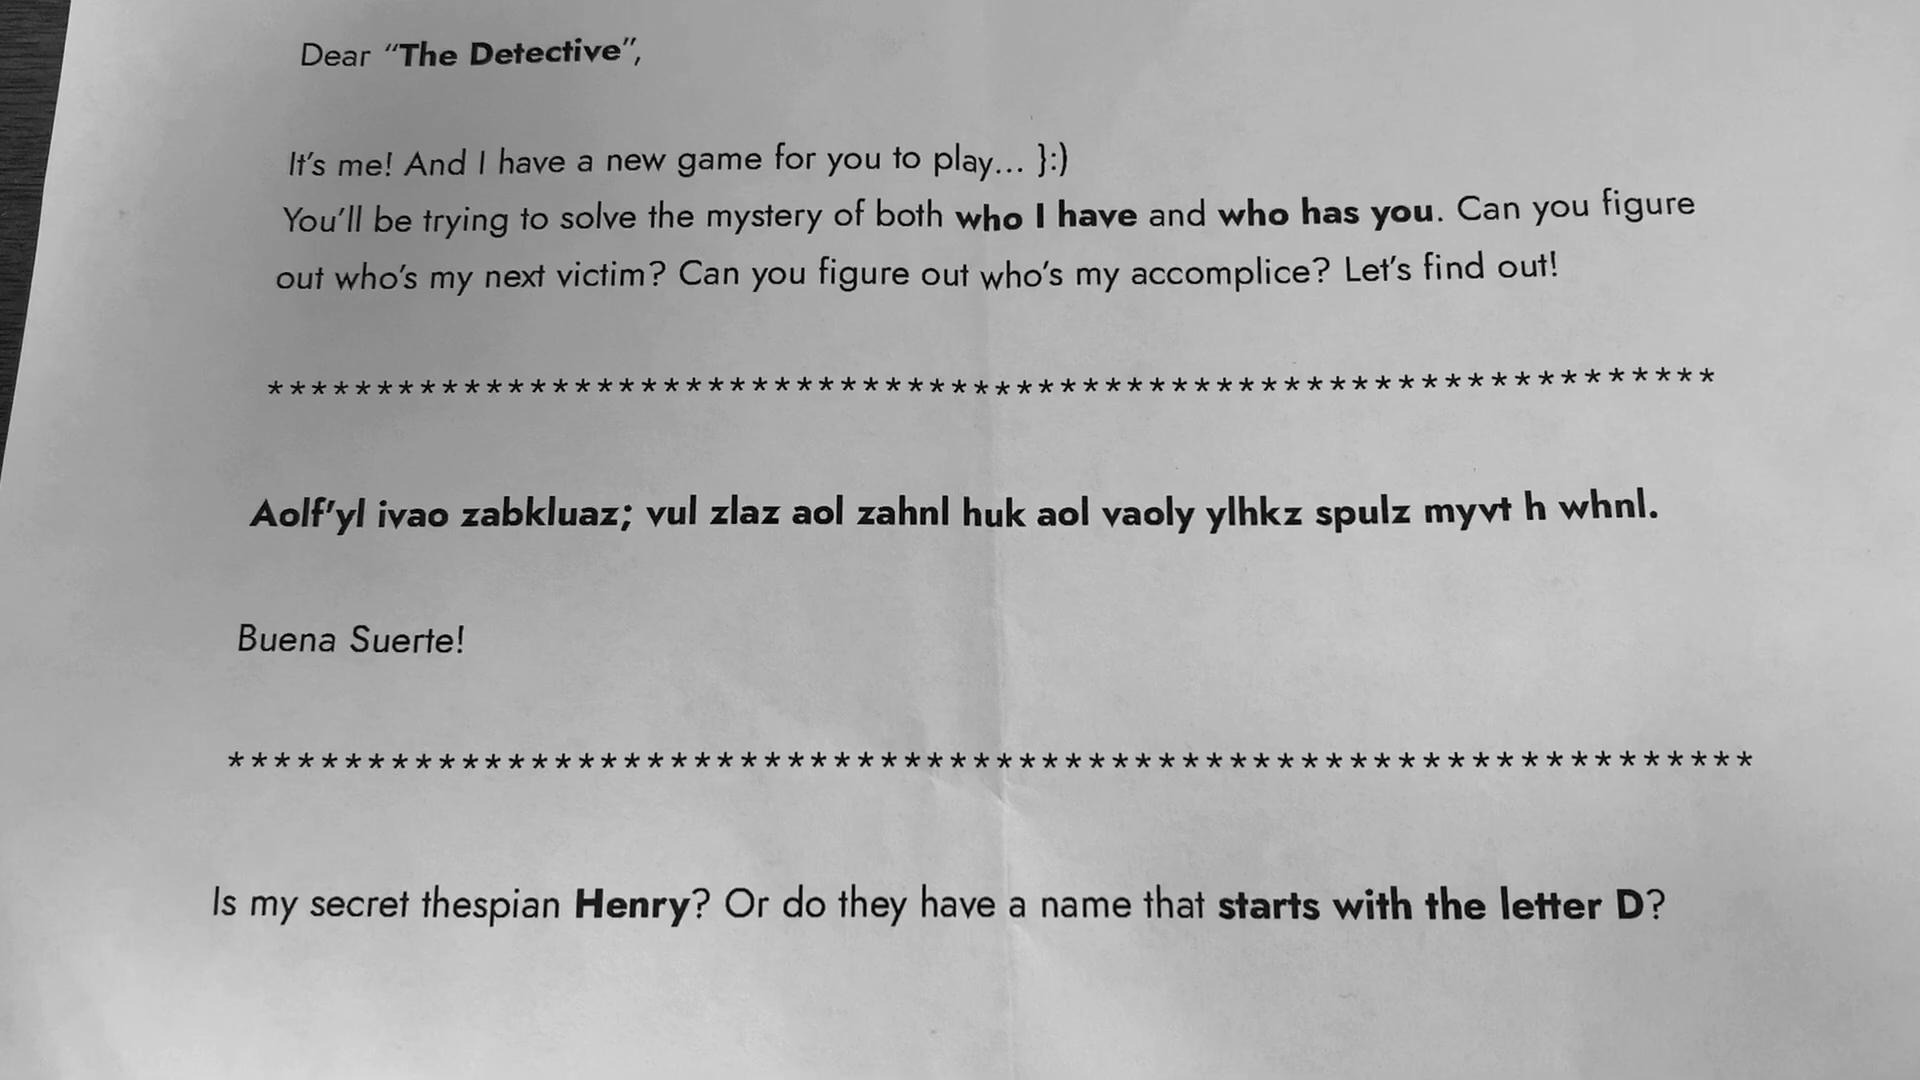 Dear “The Detective”,
It’s me! And I have a new game for you to play... }:)
You’ll be trying to solve the mystery of both who I have and who has you. Can you figure
out who’s my next victim? Can you figure out who’s my accomplice? Let’s find out!
******************************************************************
Aolf’yl ivao zabkluaz; vul zlaz aol zahnl huk aol vaoly ylhkz spulz myvt h whnl.
Buena Suerte!
******************************************************************
Is my secret thespian Henry? Or do they have a name that starts with the letter D?